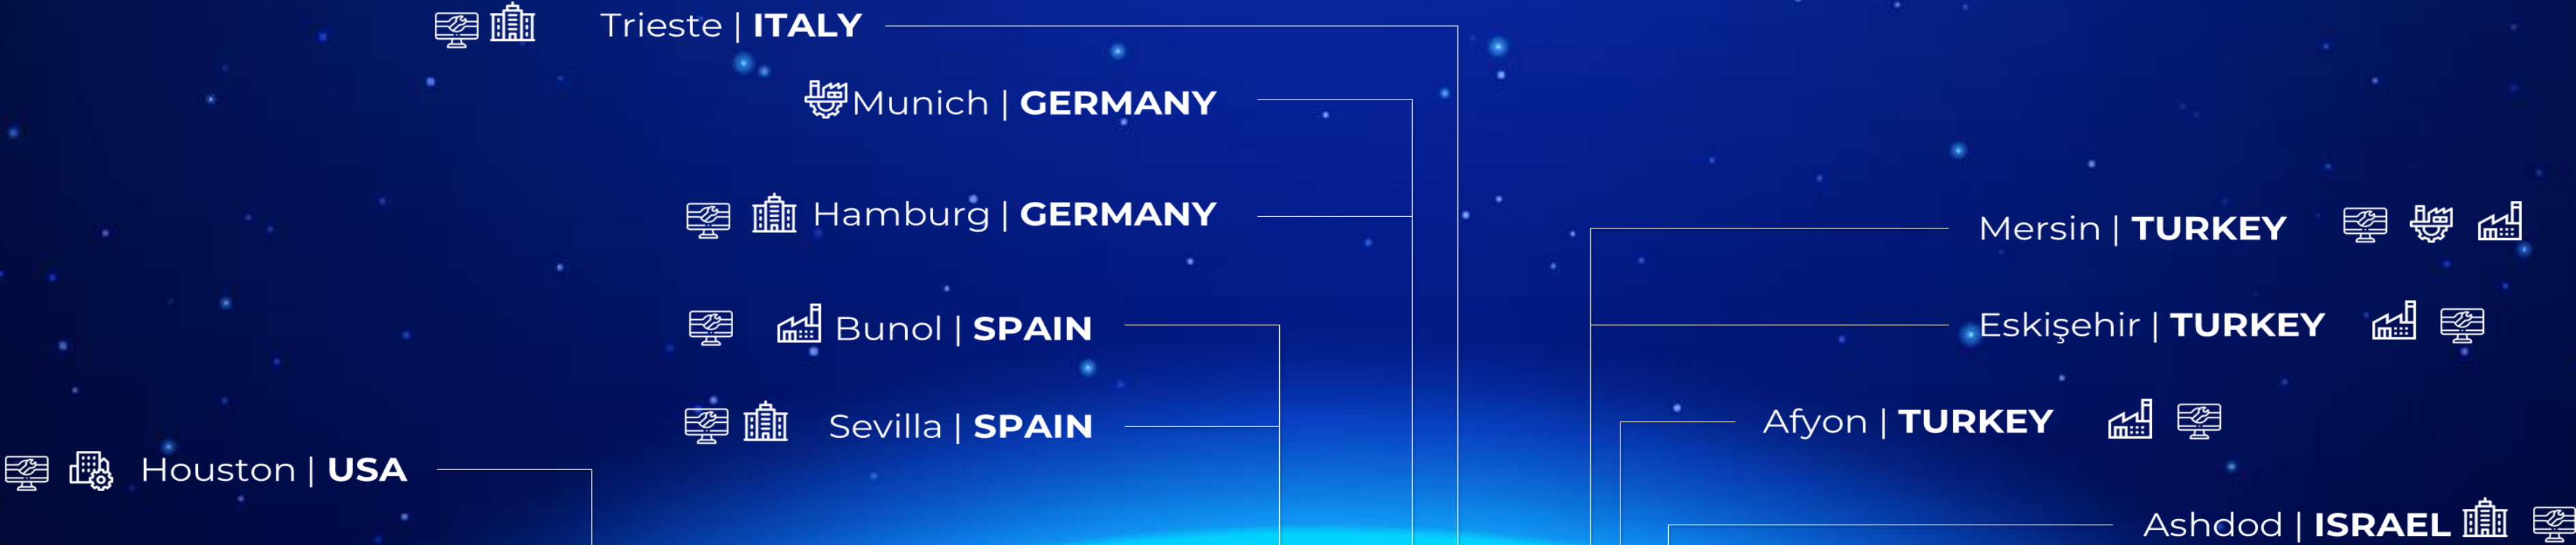 Trieste | ITALY
Munich | GERMANY
Hamburg | GERMANY
Bunol | SPAIN
Sevilla | SPAIN
Houston | USA
Mersin | TURKEY
Eskişehir | TURKEY
Afyon | TURKEY
Ashdod | ISRAEL